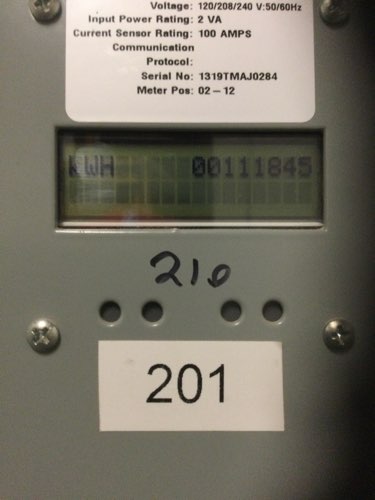 Voltage: 120/208/240 V:50/60Hz
Input Power Rating: 2 VA
Current Sensor Rating: 100 AMPS
Communication
Protocol:
Serial No: 1319TMAJ0284
Meter Pos: 02 – 12
kWH 00111845
210
201